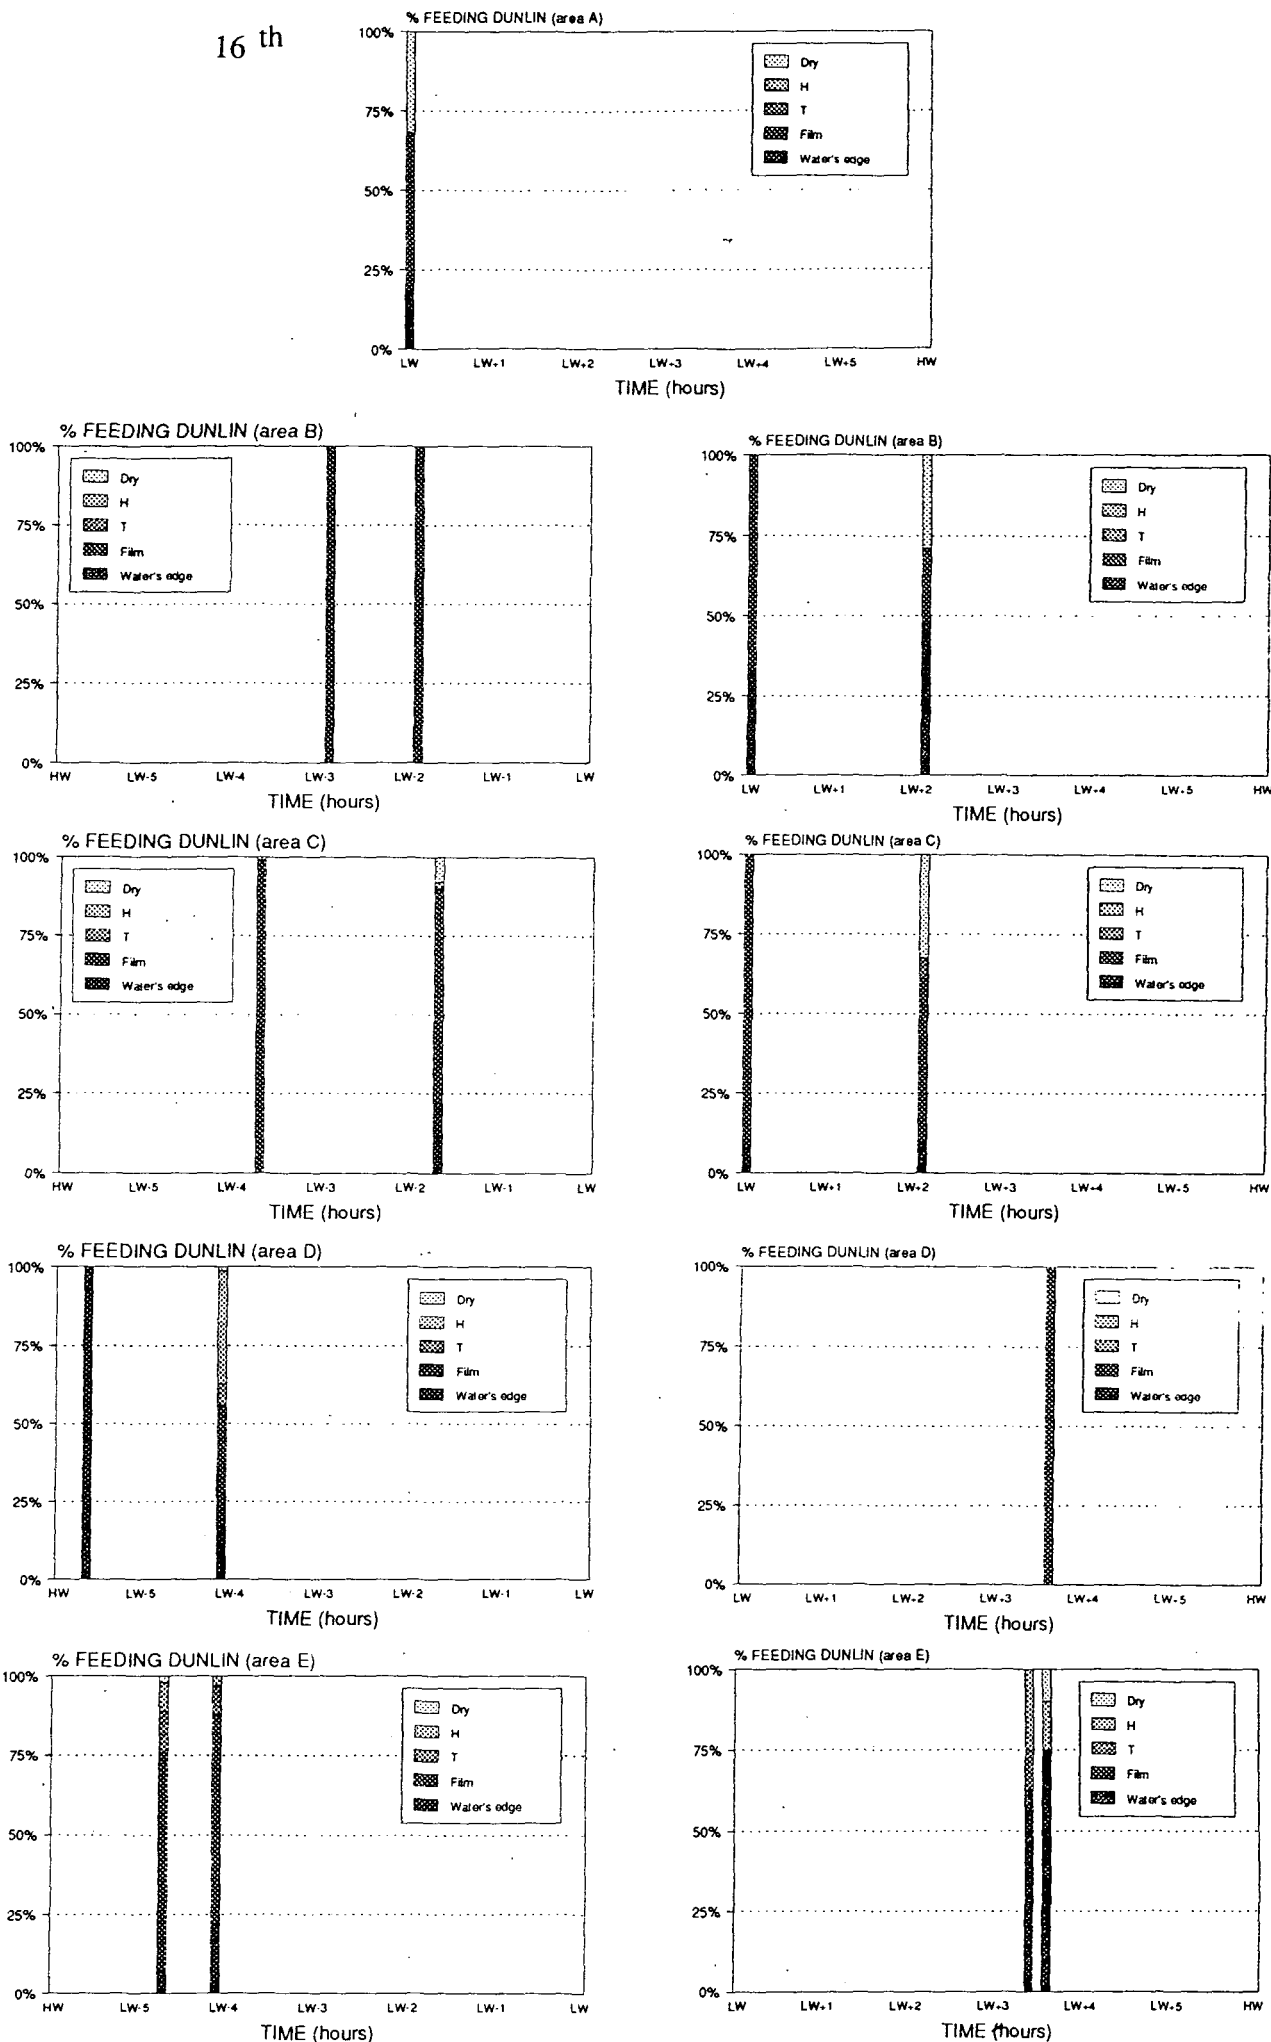 16 th
% FEEDING DUNLIN (area A)
100%
75%
50%
25%
0%
Dry
H
T
Film
Water's edge
LW LW+1 LW+2 LW+3 LW+4 LW+5 HW
TIME (hours)
% FEEDING DUNLIN (area B)
100%
75%
50%
25%
0%
Dry
H
T
Film
Water's edge
HW LW-5 LW-4 LW-3 LW-2 LW-1 LW
TIME (hours)
% FEEDING DUNLIN (area B)
100%
75%
50%
25%
0%
Dry
H
T
Film
Water's edge
LW LW+1 LW+2 LW+3 LW+4 LW+5 HW
TIME (hours)
% FEEDING DUNLIN (area C)
100%
75%
50%
25%
0%
Dry
H
T
Film
Water's edge
HW LW-5 LW-4 LW-3 LW-2 LW-1 LW
TIME (hours)
% FEEDING DUNLIN (area C)
100%
75%
50%
25%
0%
Dry
H
T
Film
Water's edge
LW LW+1 LW+2 LW+3 LW+4 LW+5 HW
TIME (hours)
% FEEDING DUNLIN (area D)
100%
75%
50%
25%
0%
Dry
H
T
Film
Water's edge
HW LW-5 LW-4 LW-3 LW-2 LW-1 LW
TIME (hours)
% FEEDING DUNLIN (area D)
100%
75%
50%
25%
0%
Dry
H
T
Film
Water's edge
LW LW+1 LW+2 LW+3 LW+4 LW+5 HW
TIME (hours)
% FEEDING DUNLIN (area E)
100%
75%
50%
25%
0%
Dry
H
T
Film
Water's edge
HW LW-5 LW-4 LW-3 LW-2 LW-1 LW
TIME (hours)
% FEEDING DUNLIN (area E)
100%
75%
50%
25%
0%
Dry
H
T
Film
Water's edge
LW LW+1 LW+2 LW+3 LW+4 LW+5 HW
TIME (hours)